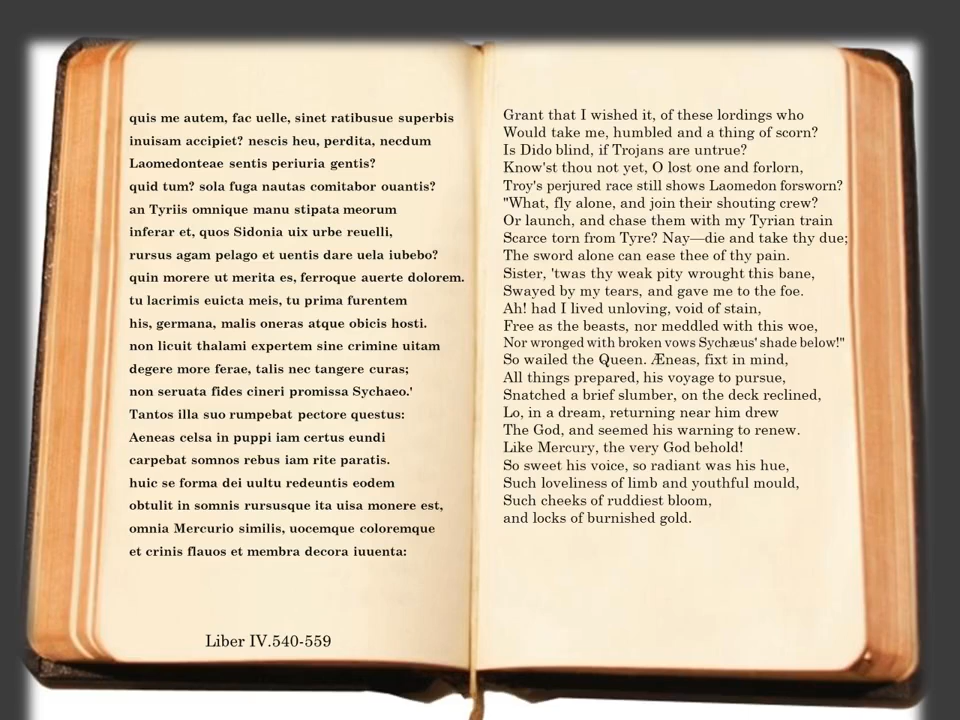 quis me autem, fac uelle, sinet ratibusue superbis
inuisam accipiet? nescis heu, perdita, necdum
Laomedonteae sentis periuria gentis?
quid tum? sola fuga nautas comitabor ouantis?
an Tyriis omnique manu stipata meorum
inferar et, quos Sidonia uix urbe reuelli,
rursus agam pelago et uentis dare uela iubebo?
quin morere ut merita es, ferroque auerte dolorem.
tu lacrimis euicta meis, tu prima furentem
his, germana, malis oneras atque obicis hosti.
non licuit thalami expertem sine crimine uitam
degere more ferae, talis nec tangere curas;
non seruata fides cineri promissa Sychaeo.'
Tantos illa suo rumpebat pectore questus:
Aeneas celsa in puppi iam certus eundi
carpebat somnos rebus iam rite paratis.
huic se forma dei uultu redeuntis eodem
obtulit in somnis rursusque ita uisa monere est,
omnia Mercurio similis, uocemque coloremque
et crinis flauos et membra decora iuuenta:
Liber IV.540-559
Grant that I wished it, of these lordings who
Would take me, humbled and a thing of scorn?
Is Dido blind, if Trojans are untrue?
Know'st thou not yet, O lost one and forlorn,
Troy's perjured race still shows Laomedon forsworn?
"What, fly alone, and join their shouting crew?
Or launch, and chase them with my Tyrian train
Scarce torn from Tyre? Nay—die and take thy due;
The sword alone can ease thee of thy pain.
Sister, 'twas thy weak pity wrought this bane,
Swayed by my tears, and gave me to the foe.
Ah! had I lived unloving, void of stain,
Free as the beasts, nor meddled with this woe,
Nor wronged with broken vows Sychæus' shade below!"
So wailed the Queen. Æneas, fixt in mind,
All things prepared, his voyage to pursue,
Snatched a brief slumber, on the deck reclined,
Lo, in a dream, returning near him drew
The God, and seemed his warning to renew.
Like Mercury, the very God behold!
So sweet his voice, so radiant was his hue,
Such loveliness of limb and youthful mould,
Such cheeks of ruddiest bloom,
and locks of burnished gold.